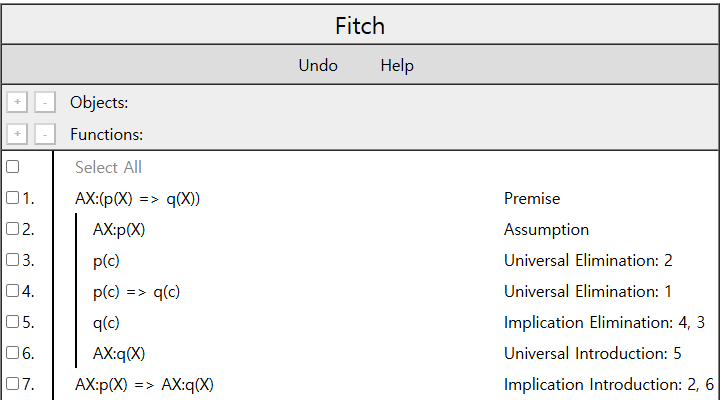 Fitch
Undo Help
+ - Objects:
+ - Functions:
Select All
1. AX:(p(X) => q(X)) Premise
2. AX:p(X) Assumption
3. p(c) Universal Elimination: 2
4. p(c) => q(c) Universal Elimination: 1
5. q(c) Implication Elimination: 4, 3
6. AX:q(X) Universal Introduction: 5
7. AX:p(X) => AX:q(X) Implication Introduction: 2, 6